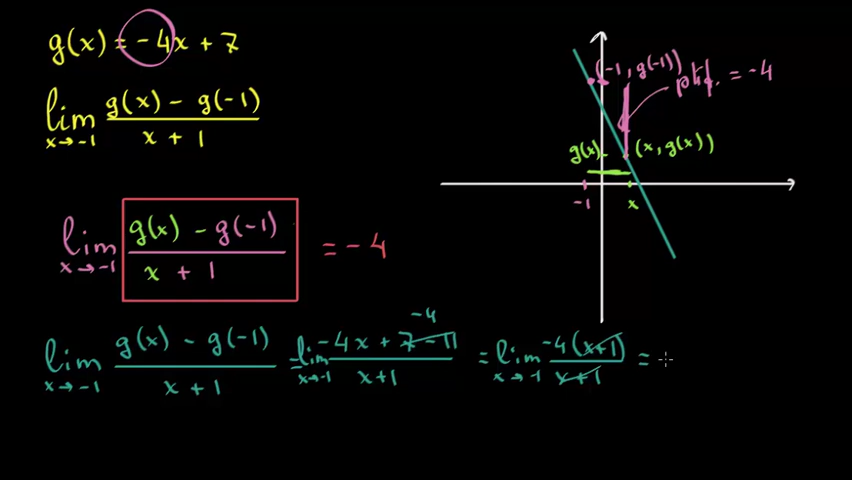 g(x) = -4x + 7
lim x→-1 (g(x) - g(-1)) / (x + 1)
lim x→-1 (g(x) - g(-1)) / (x + 1) = -4
lim x→-1 (g(x) - g(-1)) / (x + 1) = lim x→-1 (-4x + 7 - 11) / (x+1) = lim x→-1 (-4(x+1)) / (x+1) =
-4
(-1, g(-1))
= -4
g(x)
(x, g(x))
-1
x